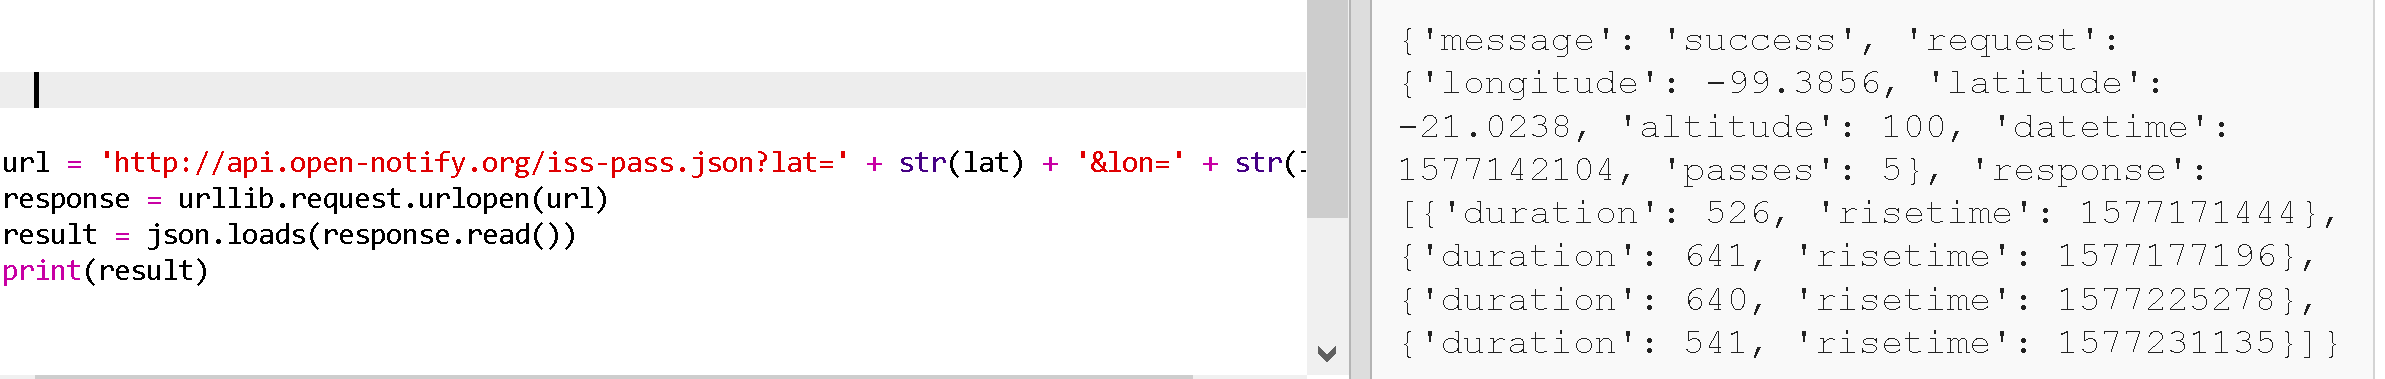 url = 'http://api.open-notify.org/iss-pass.json?lat=' + str(lat) + '&lon=' + str(
response = urllib.request.urlopen(url)
result = json.loads(response.read())
print(result)
{'message': 'success', 'request':
{'longitude': -99.3856, 'latitude':
-21.0238, 'altitude': 100, 'datetime':
1577142104, 'passes': 5}, 'response':
[{'duration': 526, 'risetime': 1577171444},
{'duration': 641, 'risetime': 1577177196},
{'duration': 640, 'risetime': 1577225278},
{'duration': 541, 'risetime': 1577231135}]}